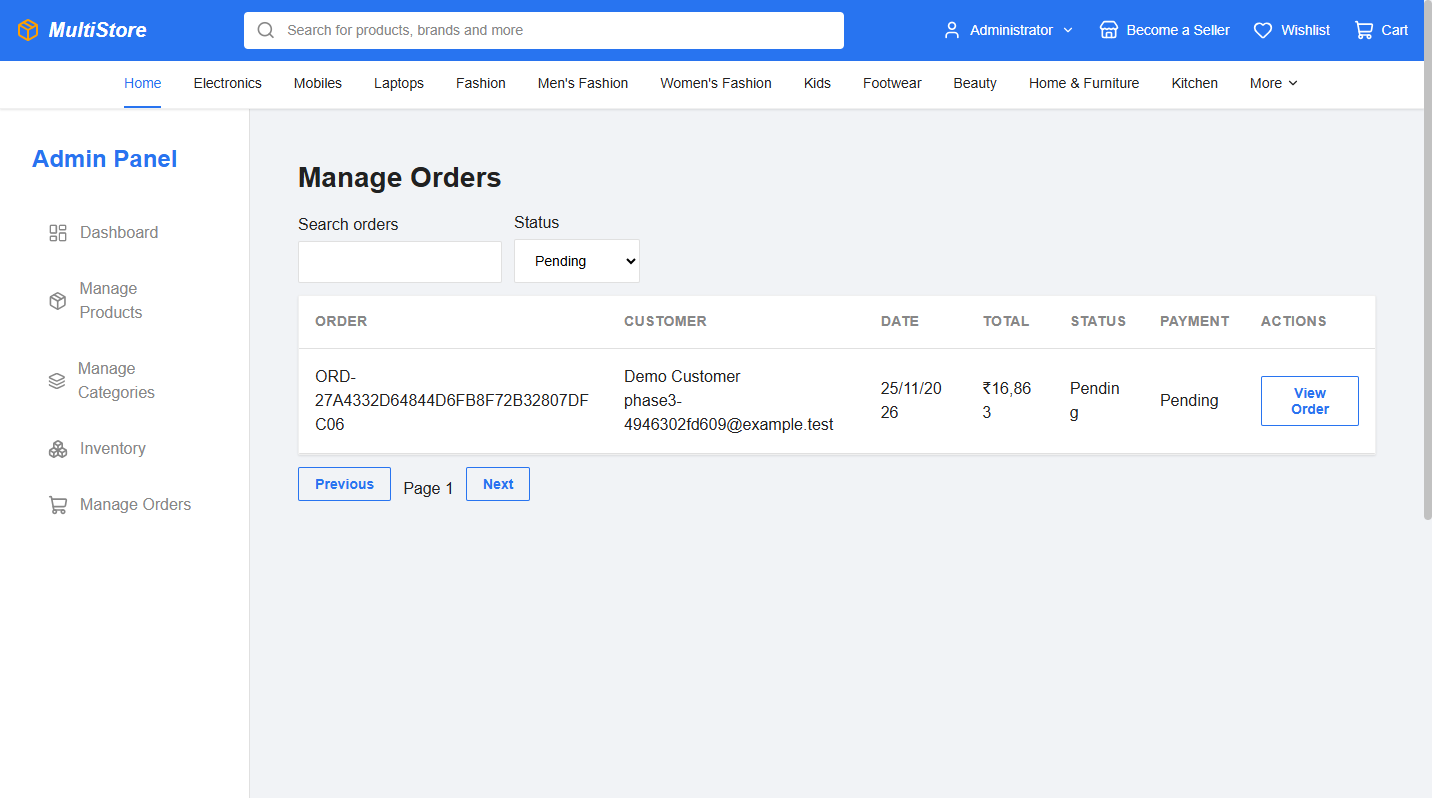 MultiStore
Search for products, brands and more
Administrator
Become a Seller
Wishlist
Cart
Home
Electronics
Mobiles
Laptops
Fashion
Men's Fashion
Women's Fashion
Kids
Footwear
Beauty
Home & Furniture
Kitchen
More
Admin Panel
Dashboard
Manage
Products
Manage
Categories
Inventory
Manage Orders
Manage Orders
Search orders
Status
Pending
ORDER
CUSTOMER
DATE
TOTAL
STATUS
PAYMENT
ACTIONS
ORD-
27A4332D64844D6FB8F72B32807DF
C06
Demo Customer
phase3-
4946302fd609@example.test
25/11/20
26
₹16,86
3
Pendin
g
Pending
View
Order
Previous
Page 1
Next